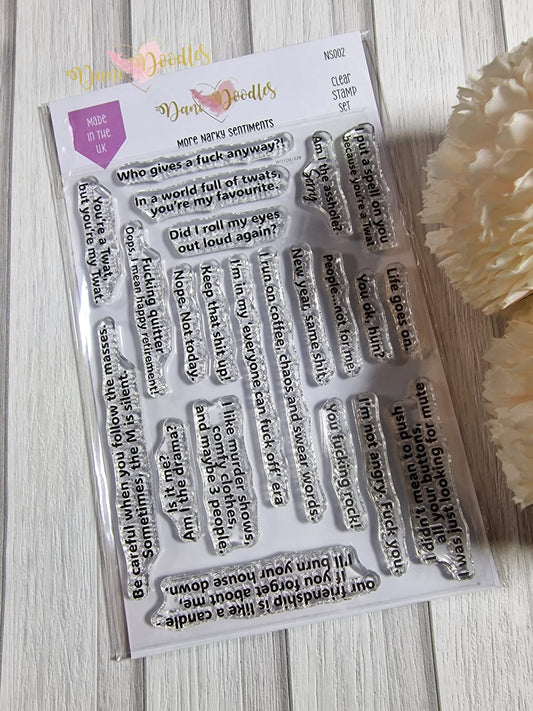 Dani Doodles
Dani Doodles
NS002
MADE
IN THE
UK
CLEAR
STAMP
SET
MORE NARKY SENTIMENTS
Who gives a fuck anyway?!
In a world full of twats,
you're my favourite.
Did I roll my eyes
out loud again?
Am I the asshole?
Sorry
I put a spell on you
because you're a twat
You're a Twat,
but you're my Twat.
Fucking quitter
Oops, I mean happy retirement!
Nope. Not today
Keep that shit up!
I'm in my 'everyone can fuck off' era
I run on coffee, chaos and swear words
New year, same shit
People...not for me
You ok, hun?
Life goes on.
Be careful when you follow the masses.
Sometimes, the M is silent.
Is it me?
Am I the drama?
I like murder shows,
comfy clothes,
and maybe 3 people
You fucking rock!
I'm not angry. Fuck you
I didn't mean to push
all your buttons,
I was just looking for mute
our friendship is like a candle
if you forget about me,
I'll burn your house down.